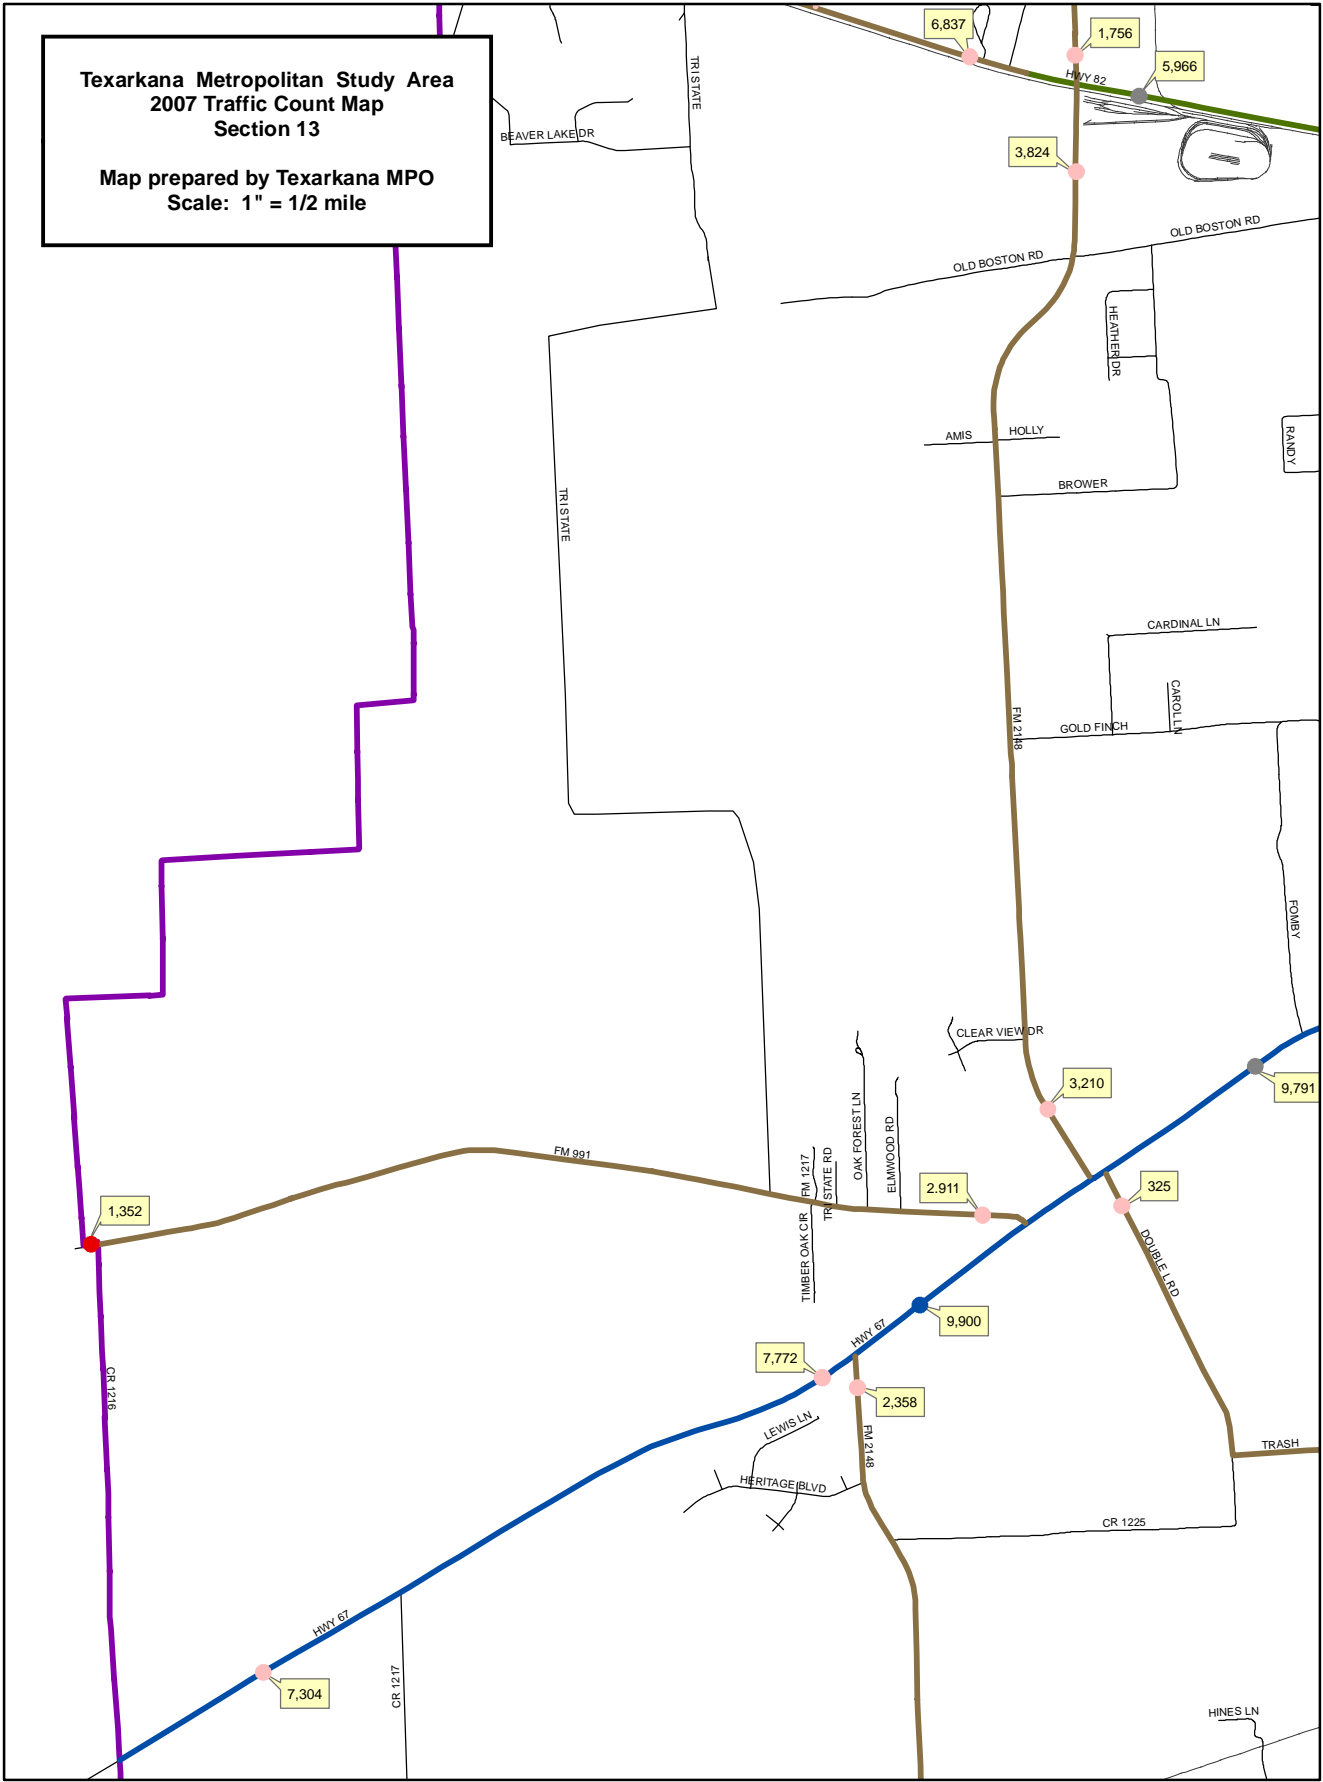 Texarkana Metropolitan Study Area
2007 Traffic Count Map
Section 13
Map prepared by Texarkana MPO
Scale: 1" = 1/2 mile
6,837
1,756
5,966
HWY 82
TRI STATE
BEAVER LAKE DR
3,824
OLD BOSTON RD
OLD BOSTON RD
HEATHER DR
AMIS
HOLLY
RANDY
BROWER
TRI STATE
CARDINAL LN
CAROL LN
FM 2148
GOLD FINCH
FOMBY
CLEAR VIEW DR
3,210
9,791
OAK FOREST LN
ELMWOOD RD
FM 1217
TRI STATE RD
FM 991
2.911
325
1,352
TIMBER OAK CIR
DOUBLE L RD
9,900
HWY 67
7,772
2,358
CR 1216
LEWIS LN
FM 2148
TRASH
HERITAGE BLVD
CR 1225
HWY 67
7,304
CR 1217
HINES LN